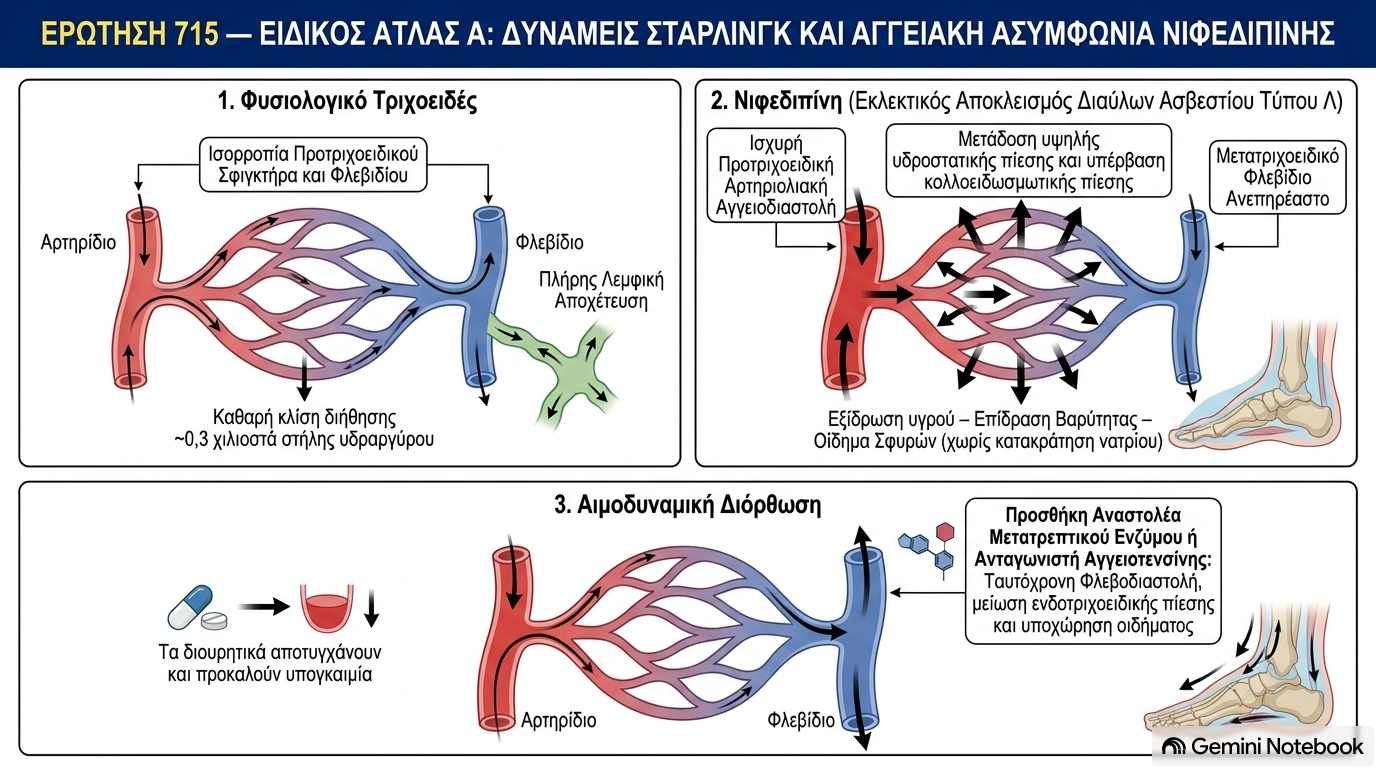 ΕΡΩΤΗΣΗ 715 — ΕΙΔΙΚΟΣ ΑΤΛΑΣ Α: ΔΥΝΑΜΕΙΣ ΣΤΑΡΛΙΝΓΚ ΚΑΙ ΑΓΓΕΙΑΚΗ ΑΣΥΜΦΩΝΙΑ ΝΙΦΕΔΙΠΙΝΗΣ
1. Φυσιολογικό Τριχοειδές
Ισορροπία Προτριχοειδικού
Σφιγκτήρα και Φλεβιδίου
Αρτηρίδιο
Φλεβίδιο
Πλήρης Λεμφική
Αποχέτευση
Καθαρή κλίση διήθησης
~0,3 χιλιοστά στήλης υδραργύρου
2. Νιφεδιπίνη (Εκλεκτικός Αποκλεισμός Διαύλων Ασβεστίου Τύπου Λ)
Ισχυρή
Προτριχοειδική
Αρτηριολιακή
Αγγειοδιαστολή
Μετάδοση υψηλής
υδροστατικής πίεσης και υπέρβαση
κολλοειδωσμωτικής πίεσης
Μετατριχοειδικό
Φλεβίδιο
Ανεπηρέαστο
Εξίδρωση υγρού – Επίδραση Βαρύτητας –
Οίδημα Σφυρών (χωρίς κατακράτηση νατρίου)
3. Αιμοδυναμική Διόρθωση
Τα διουρητικά αποτυγχάνουν
και προκαλούν υπογκαιμία
Αρτηρίδιο
Φλεβίδιο
Προσθήκη Αναστολέα
Μετατρεπτικού Ενζύμου ή
Ανταγωνιστή Αγγειοτενσίνης:
Ταυτόχρονη Φλεβοδιαστολή,
μείωση ενδοτριχοειδικής πίεσης
και υποχώρηση οιδήματος
Gemini Notebook